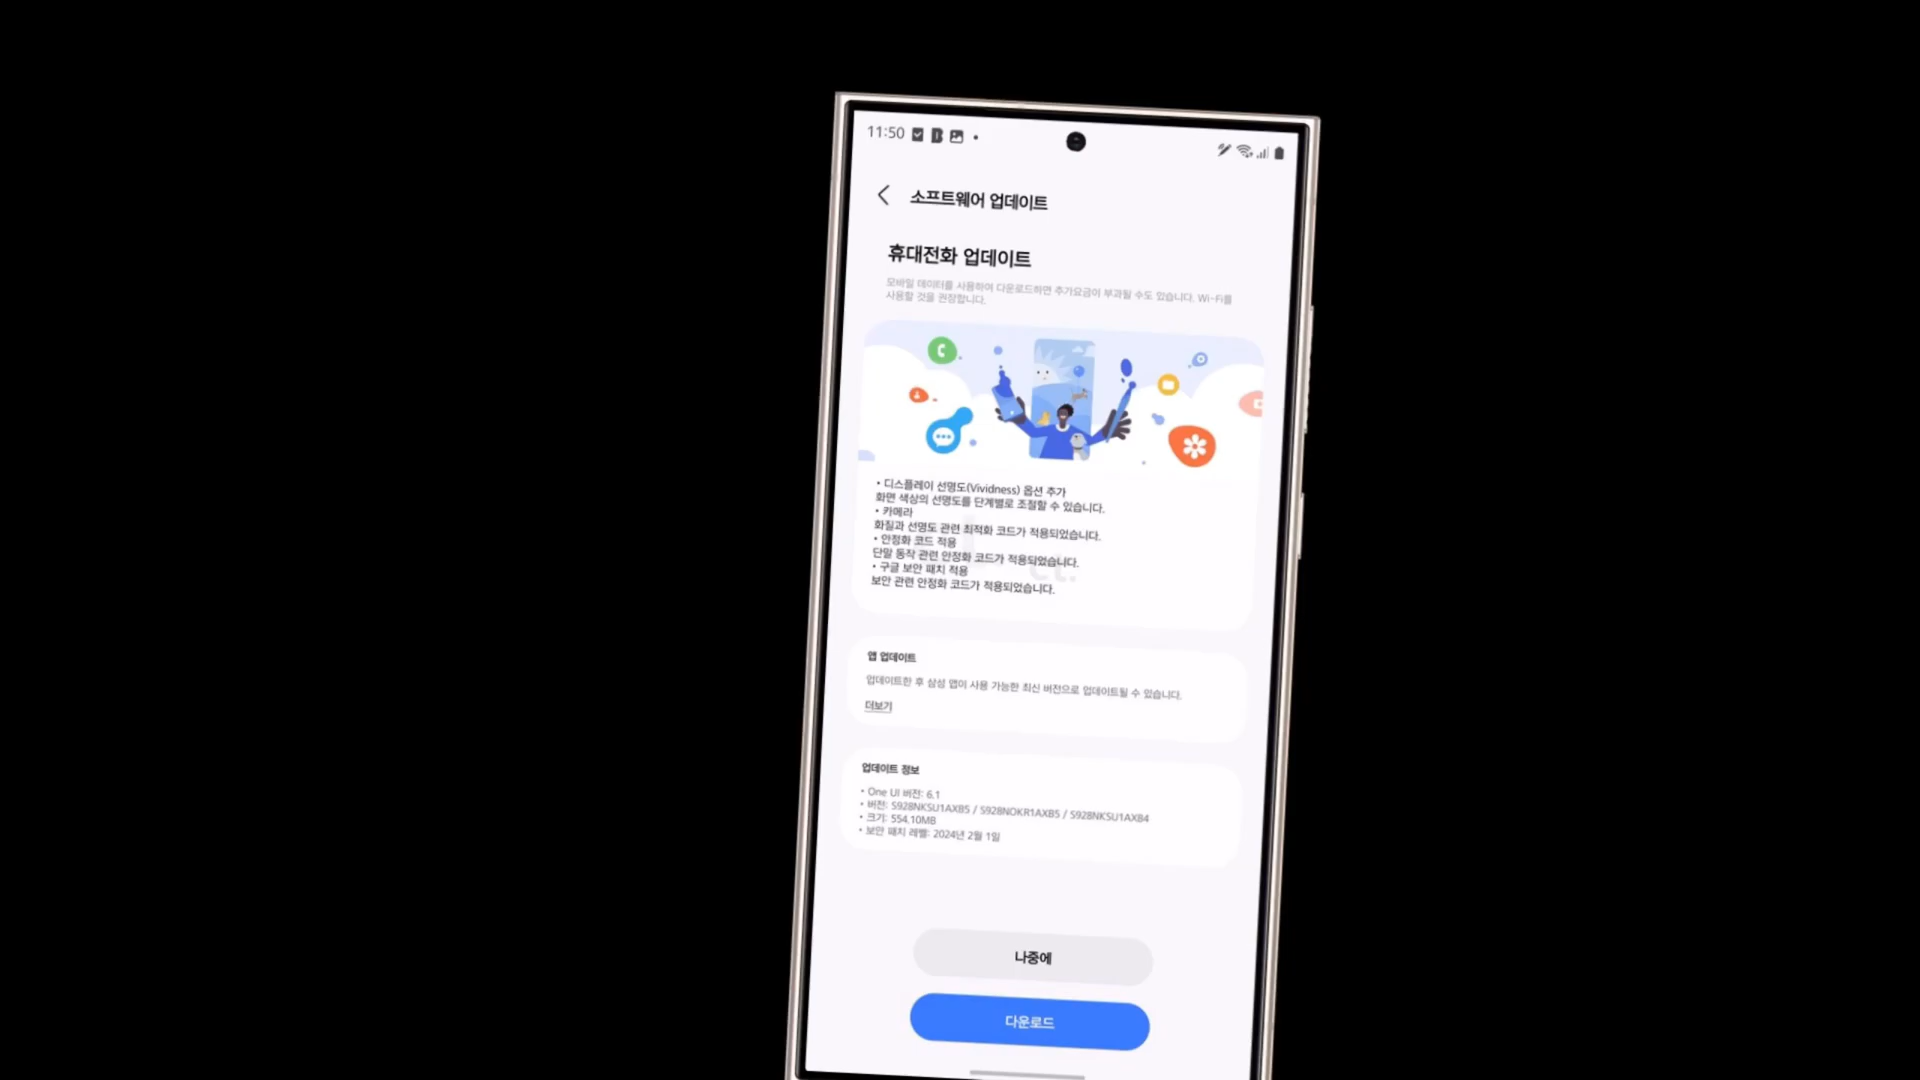 11:50
소프트웨어 업데이트
휴대전화 업데이트
모바일 데이터를 사용하여 다운로드하면 추가요금이 부과될 수도 있습니다. Wi-Fi를
사용할 것을 권장합니다.
• 디스플레이 선명도(Vividness) 옵션 추가
화면 색상의 선명도를 단계별로 조절할 수 있습니다.
• 카메라
화질과 선명도 관련 최적화 코드가 적용되었습니다.
• 안정화 코드 적용
단말 동작 관련 안정화 코드가 적용되었습니다.
• 구글 보안 패치 적용
보안 관련 안정화 코드가 적용되었습니다.
앱 업데이트
업데이트한 후 삼성 앱이 사용 가능한 최신 버전으로 업데이트될 수 있습니다.
더보기
업데이트 정보
• One UI 버전: 6.1
• 버전: S928NKSU1AXB5 / S928NOKR1AXB5 / S928NKSU1AXB4
• 크기: 554.10MB
• 보안 패치 레벨: 2024년 2월 1일
나중에
다운로드